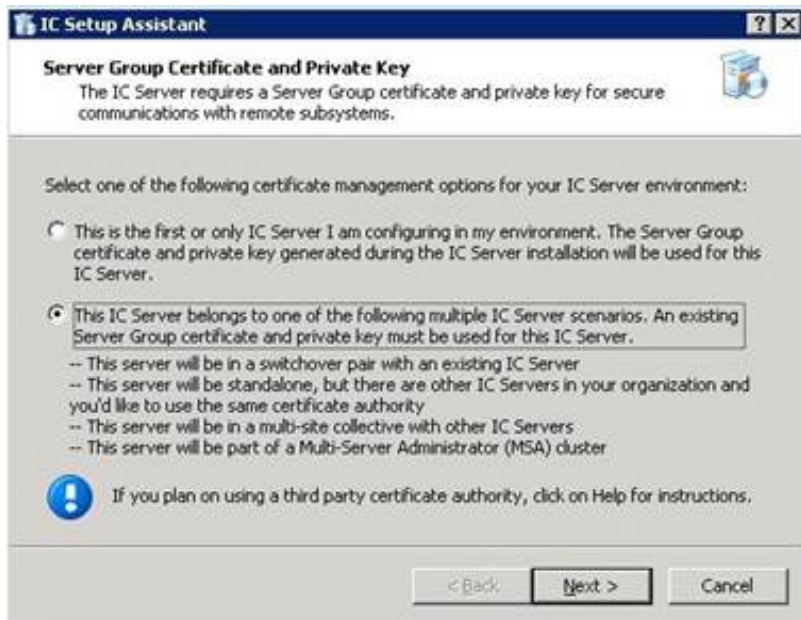 IC Setup Assistant
Server Group Certificate and Private Key
The IC Server requires a Server Group certificate and private key for secure
communications with remote subsystems.
Select one of the following certificate management options for your IC Server environment:
This is the first or only IC Server I am configuring in my environment. The Server Group
certificate and private key generated during the IC Server installation will be used for this
IC Server.
This IC Server belongs to one of the following multiple IC Server scenarios. An existing
Server Group certificate and private key must be used for this IC Server.
-- This server will be in a switchover pair with an existing IC Server
-- This server will be standalone, but there are other IC Servers in your organization and
you'd like to use the same certificate authority
-- This server will be in a multi-site collective with other IC Servers
-- This server will be part of a Multi-Server Administrator (MSA) cluster
If you plan on using a third party certificate authority, click on Help for instructions.
< Back Next > Cancel